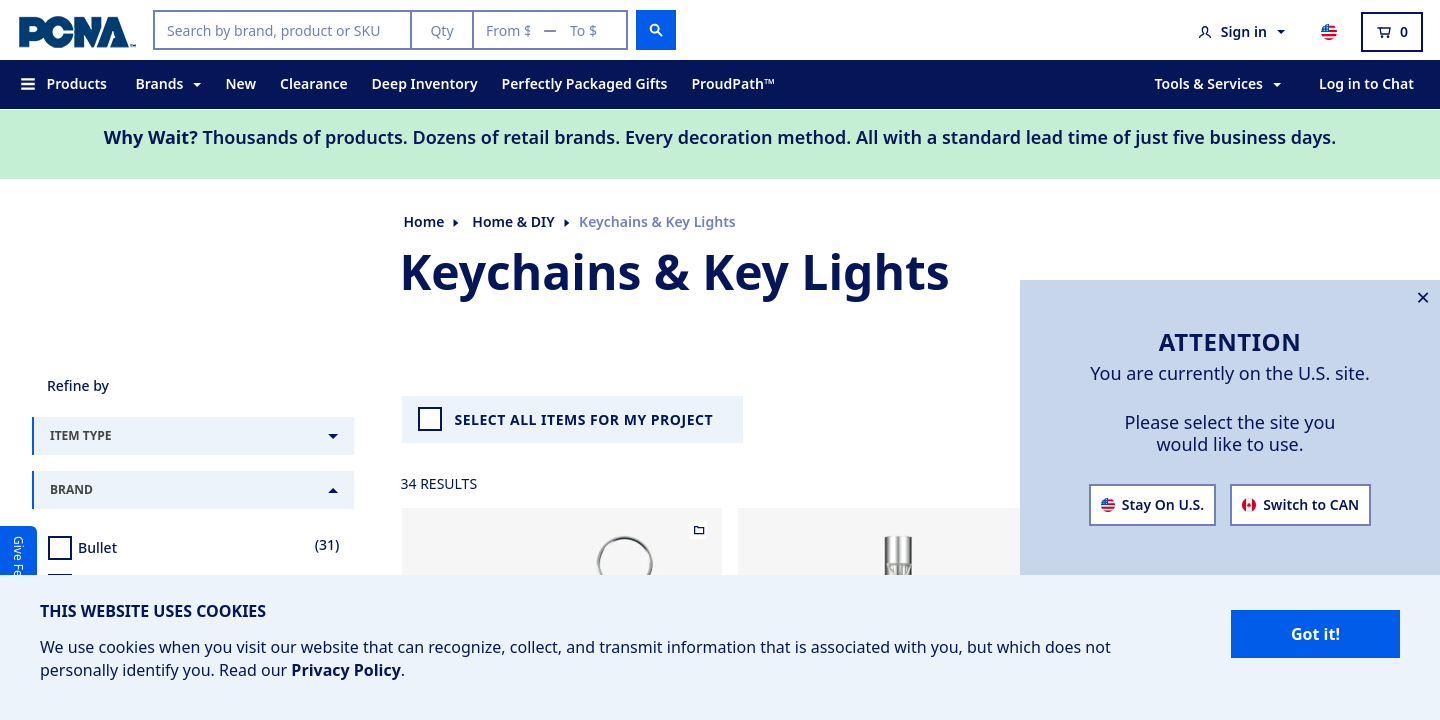 PCNA™
Search by brand, product or SKU
Qty
From $ — To $
Sign in
0
Products
Brands
New
Clearance
Deep Inventory
Perfectly Packaged Gifts
ProudPath™
Tools & Services
Log in to Chat
Why Wait? Thousands of products. Dozens of retail brands. Every decoration method. All with a standard lead time of just five business days.
Home
Home & DIY
Keychains & Key Lights
Keychains & Key Lights
ATTENTION
You are currently on the U.S. site.
Please select the site you
would like to use.
Stay On U.S.
Switch to CAN
Refine by
ITEM TYPE
BRAND
Bullet
(31)
SELECT ALL ITEMS FOR MY PROJECT
34 RESULTS
Give Fe
THIS WEBSITE USES COOKIES
We use cookies when you visit our website that can recognize, collect, and transmit information that is associated with you, but which does not
personally identify you. Read our Privacy Policy.
Got it!